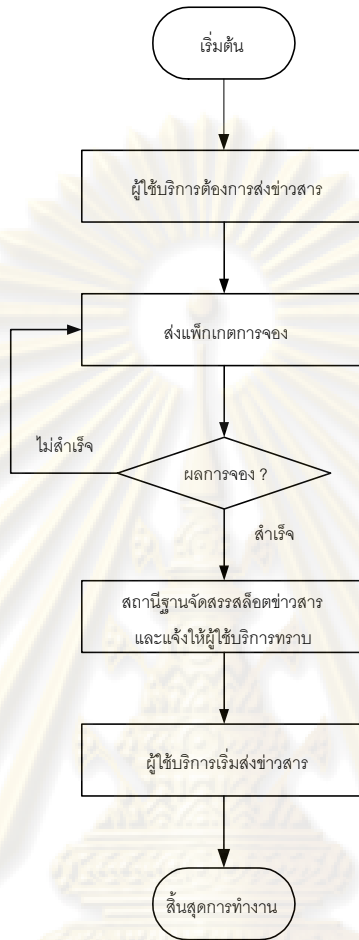 เริ่มต้น
ผู้ใช้บริการต้องการส่งข่าวสาร
ส่งแพ็กเกตการจอง
ไม่สำเร็จ
ผลการจอง ?
สำเร็จ
สถานีฐานจัดสรรสล็อตข่าวสาร
และแจ้งให้ผู้ใช้บริการทราบ
ผู้ใช้บริการเริ่มส่งข่าวสาร
สิ้นสุดการทำงาน